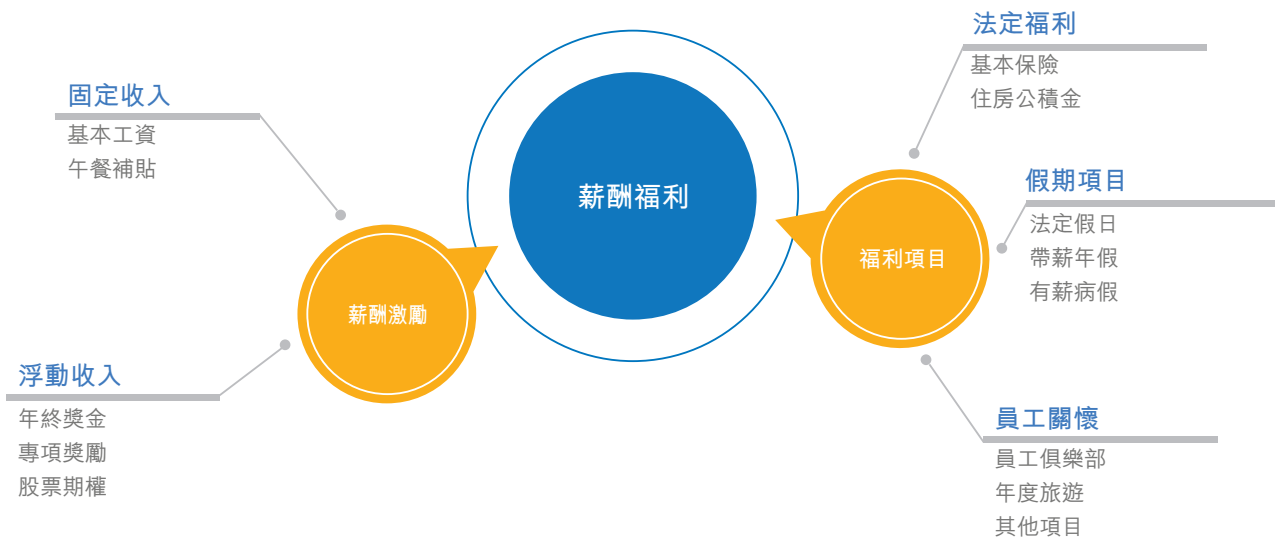 薪酬福利
薪酬激勵
固定收入
基本工資
午餐補貼
浮動收入
年終獎金
專項獎勵
股票期權
福利項目
法定福利
基本保險
住房公積金
假期項目
法定假日
帶薪年假
有薪病假
員工關懷
員工俱樂部
年度旅遊
其他項目